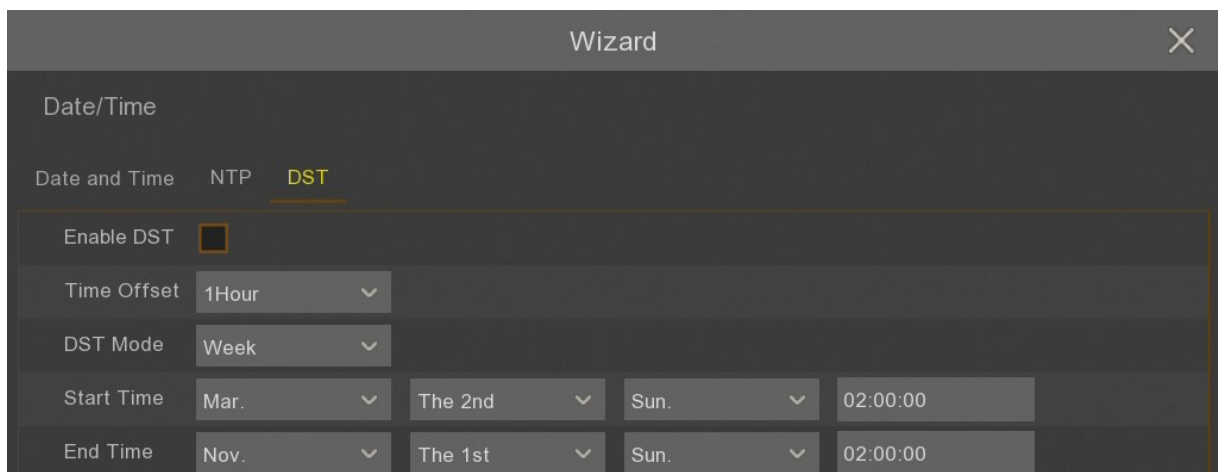 Wizard
Date/Time
Date and Time NTP DST
Enable DST
Time Offset 1Hour
DST Mode Week
Start Time Mar. The 2nd Sun. 02:00:00
End Time Nov. The 1st Sun. 02:00:00